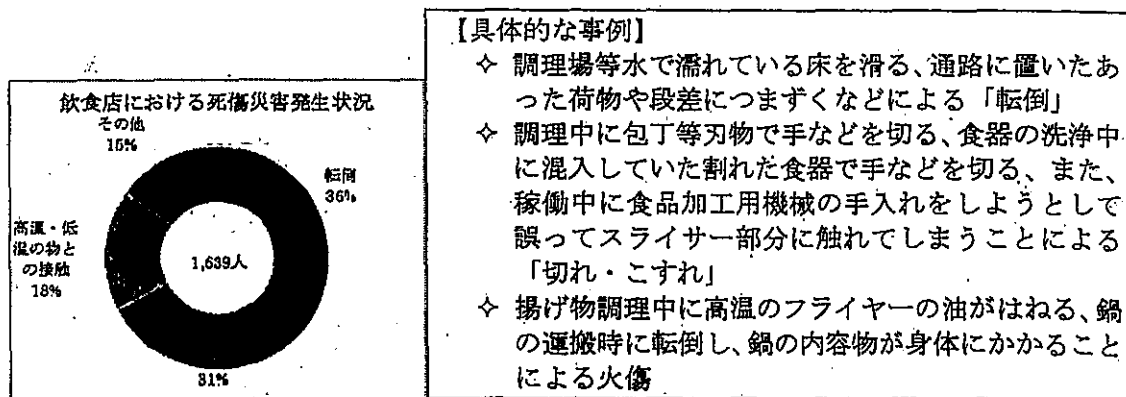 飲食店における死傷災害発生状況
その他
15%
転倒
36%
高温・低
温の物と
の接触
18%
1,639人
31%
【具体的な事例】
✧ 調理場等水で濡れている床を滑る、通路に置いたあ
った荷物や段差につまずくなどによる「転倒」
✧ 調理中に包丁等刃物で手などを切る、食器の洗浄中
に混入していた割れた食器で手などを切る、また、
稼働中に食品加工用機械の手入れをしようとして
誤ってスライサー部分に触れてしまうことによる
「切れ・こすれ」
✧ 揚げ物調理中に高温のフライヤーの油がはねる、鍋
の運搬時に転倒し、鍋の内容物が身体にかかること
による火傷